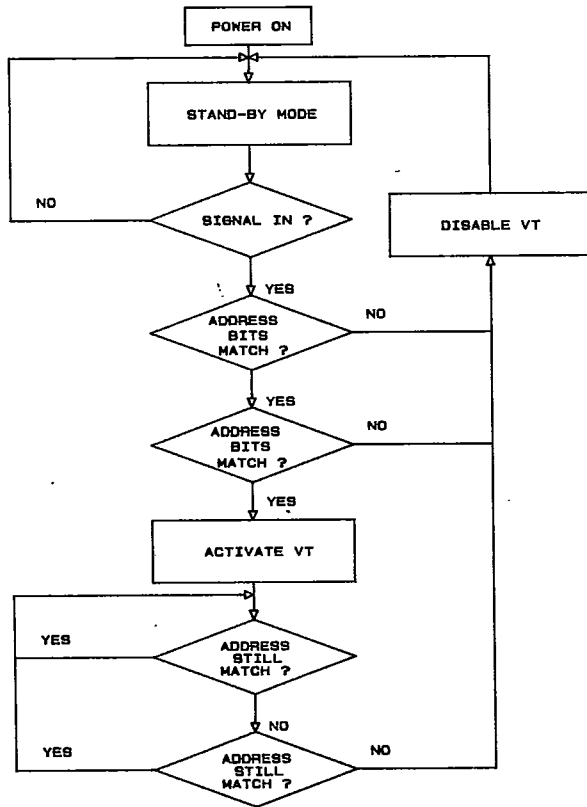 POWER ON
STAND-BY MODE
NO
SIGNAL IN ?
DISABLE VT
YES
ADDRESS
BITS
MATCH ?
NO
YES
ADDRESS
BITS
MATCH ?
NO
YES
ACTIVATE VT
YES
ADDRESS
STILL
MATCH ?
NO
YES
ADDRESS
STILL
MATCH ?
NO